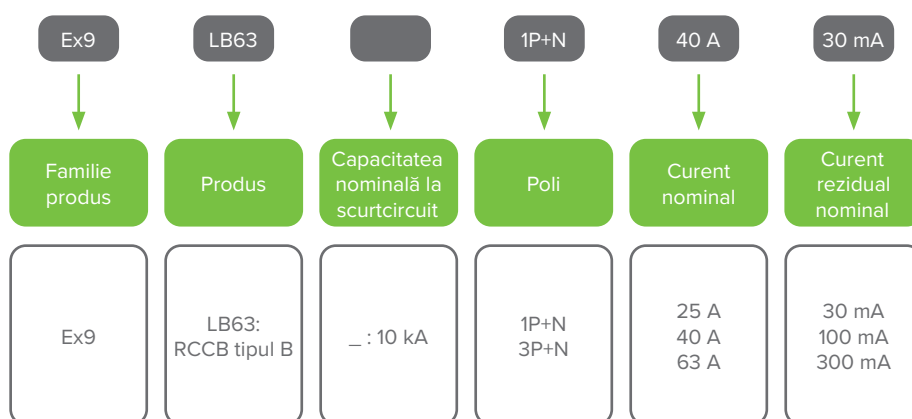 Ex9 LB63 1P+N 40 A 30 mA
Familie
produs
Produs
Capacitatea
nominală la
scurtcircuit
Poli
Curent
nominal
Curent
rezidual
nominal
Ex9
LB63:
RCCB tipul B
_ : 10 kA
1P+N
3P+N
25 A
40 A
63 A
30 mA
100 mA
300 mA